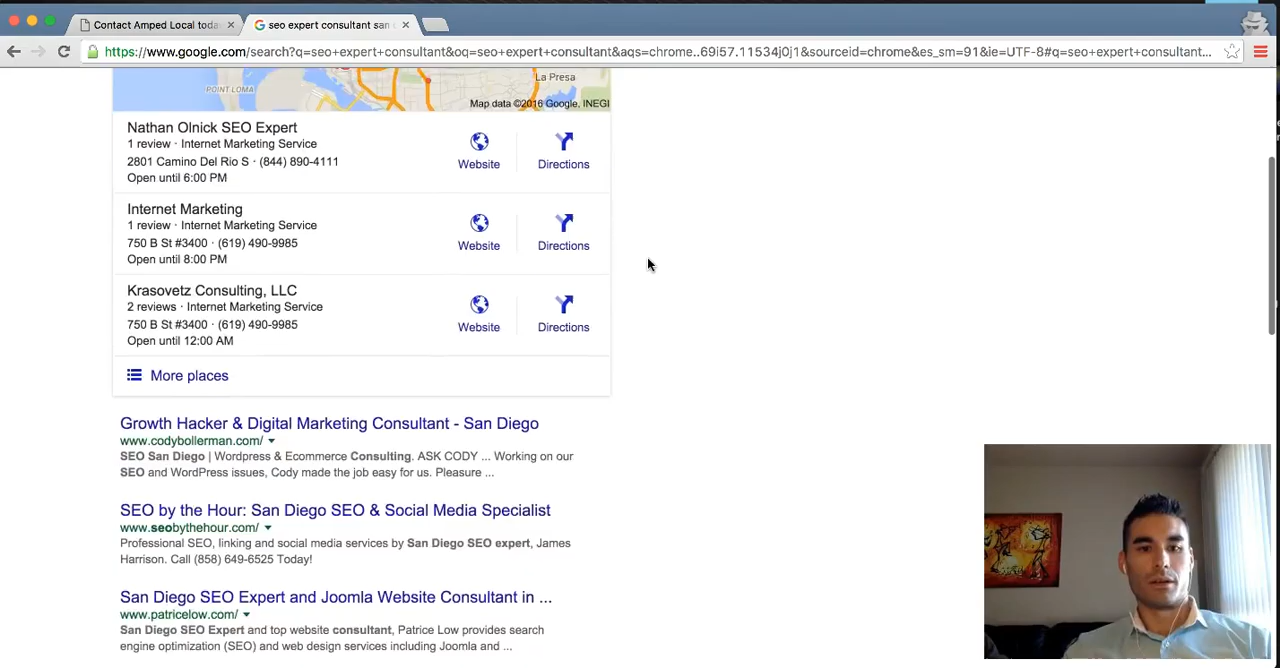 Contact Amped Local toda
seo expert consultant san
https://www.google.com/search?q=seo+expert+consultant&oq=seo+expert+consultant&aqs=chrome..69i57.11534j0j1&sourceid=chrome&es_sm=91&ie=UTF-8#q=seo+expert+consultant...
La Presa
POINT LOMA
Map data ©2016 Google, INEGI
Nathan Olnick SEO Expert
1 review · Internet Marketing Service
2801 Camino Del Rio S · (844) 890-4111
Open until 6:00 PM
Website
Directions
Internet Marketing
1 review · Internet Marketing Service
750 B St #3400 · (619) 490-9985
Open until 8:00 PM
Website
Directions
Krasovetz Consulting, LLC
2 reviews · Internet Marketing Service
750 B St #3400 · (619) 490-9985
Open until 12:00 AM
Website
Directions
More places
Growth Hacker & Digital Marketing Consultant - San Diego
www.codybollerman.com/
SEO San Diego | Wordpress & Ecommerce Consulting. ASK CODY ... Working on our
SEO and WordPress issues, Cody made the job easy for us. Pleasure ...
SEO by the Hour: San Diego SEO & Social Media Specialist
www.seobythehour.com/
Professional SEO, linking and social media services by San Diego SEO expert, James
Harrison. Call (858) 649-6525 Today!
San Diego SEO Expert and Joomla Website Consultant in ...
www.patricelow.com/
San Diego SEO Expert and top website consultant, Patrice Low provides search
engine optimization (SEO) and web design services including Joomla and ...